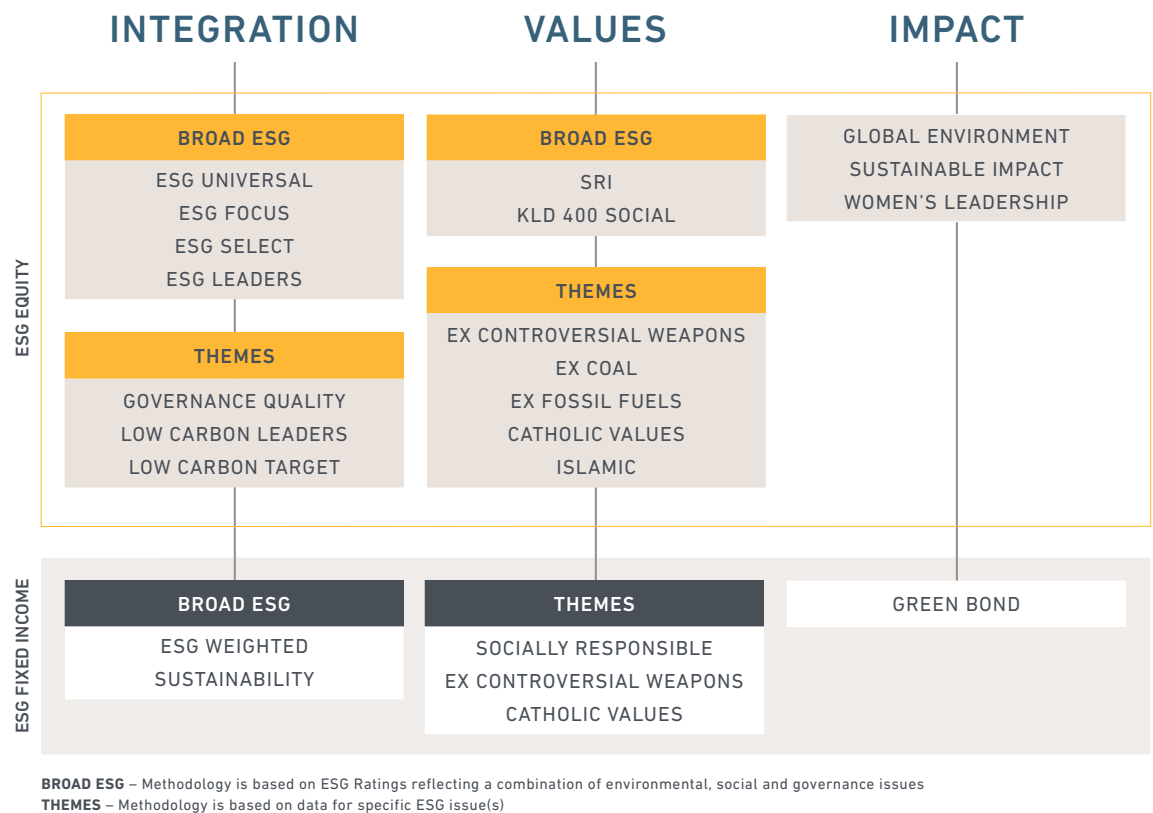 INTEGRATION
VALUES
IMPACT
ESG EQUITY
BROAD ESG
ESG UNIVERSAL
ESG FOCUS
ESG SELECT
ESG LEADERS
THEMES
GOVERNANCE QUALITY
LOW CARBON LEADERS
LOW CARBON TARGET
BROAD ESG
SRI
KLD 400 SOCIAL
THEMES
EX CONTROVERSIAL WEAPONS
EX COAL
EX FOSSIL FUELS
CATHOLIC VALUES
ISLAMIC
GLOBAL ENVIRONMENT
SUSTAINABLE IMPACT
WOMEN'S LEADERSHIP
ESG FIXED INCOME
BROAD ESG
ESG WEIGHTED
SUSTAINABILITY
THEMES
SOCIALLY RESPONSIBLE
EX CONTROVERSIAL WEAPONS
CATHOLIC VALUES
GREEN BOND
BROAD ESG – Methodology is based on ESG Ratings reflecting a combination of environmental, social and governance issues
THEMES – Methodology is based on data for specific ESG issue(s)